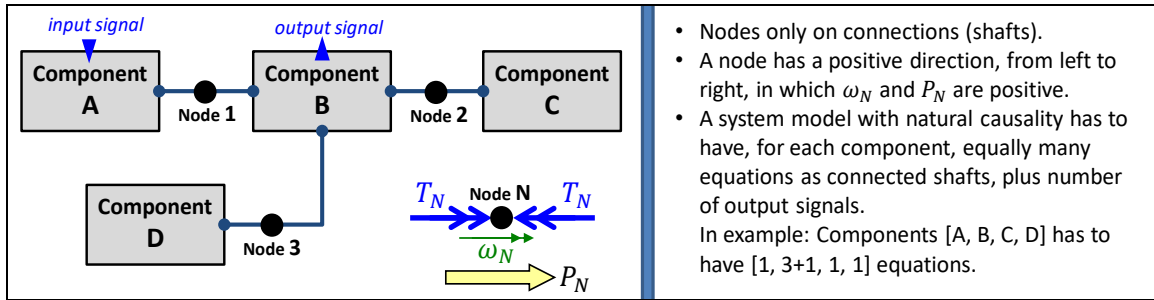 input signal
output signal
Component
A
Component
B
Component
C
Node 1
Node 2
Component
D
Node 3
T_N
Node N
T_N
ω_N
P_N
• Nodes only on connections (shafts).
• A node has a positive direction, from left to
right, in which ω_N and P_N are positive.
• A system model with natural causality has to
have, for each component, equally many
equations as connected shafts, plus number
of output signals.
In example: Components [A, B, C, D] has to
have [1, 3+1, 1, 1] equations.